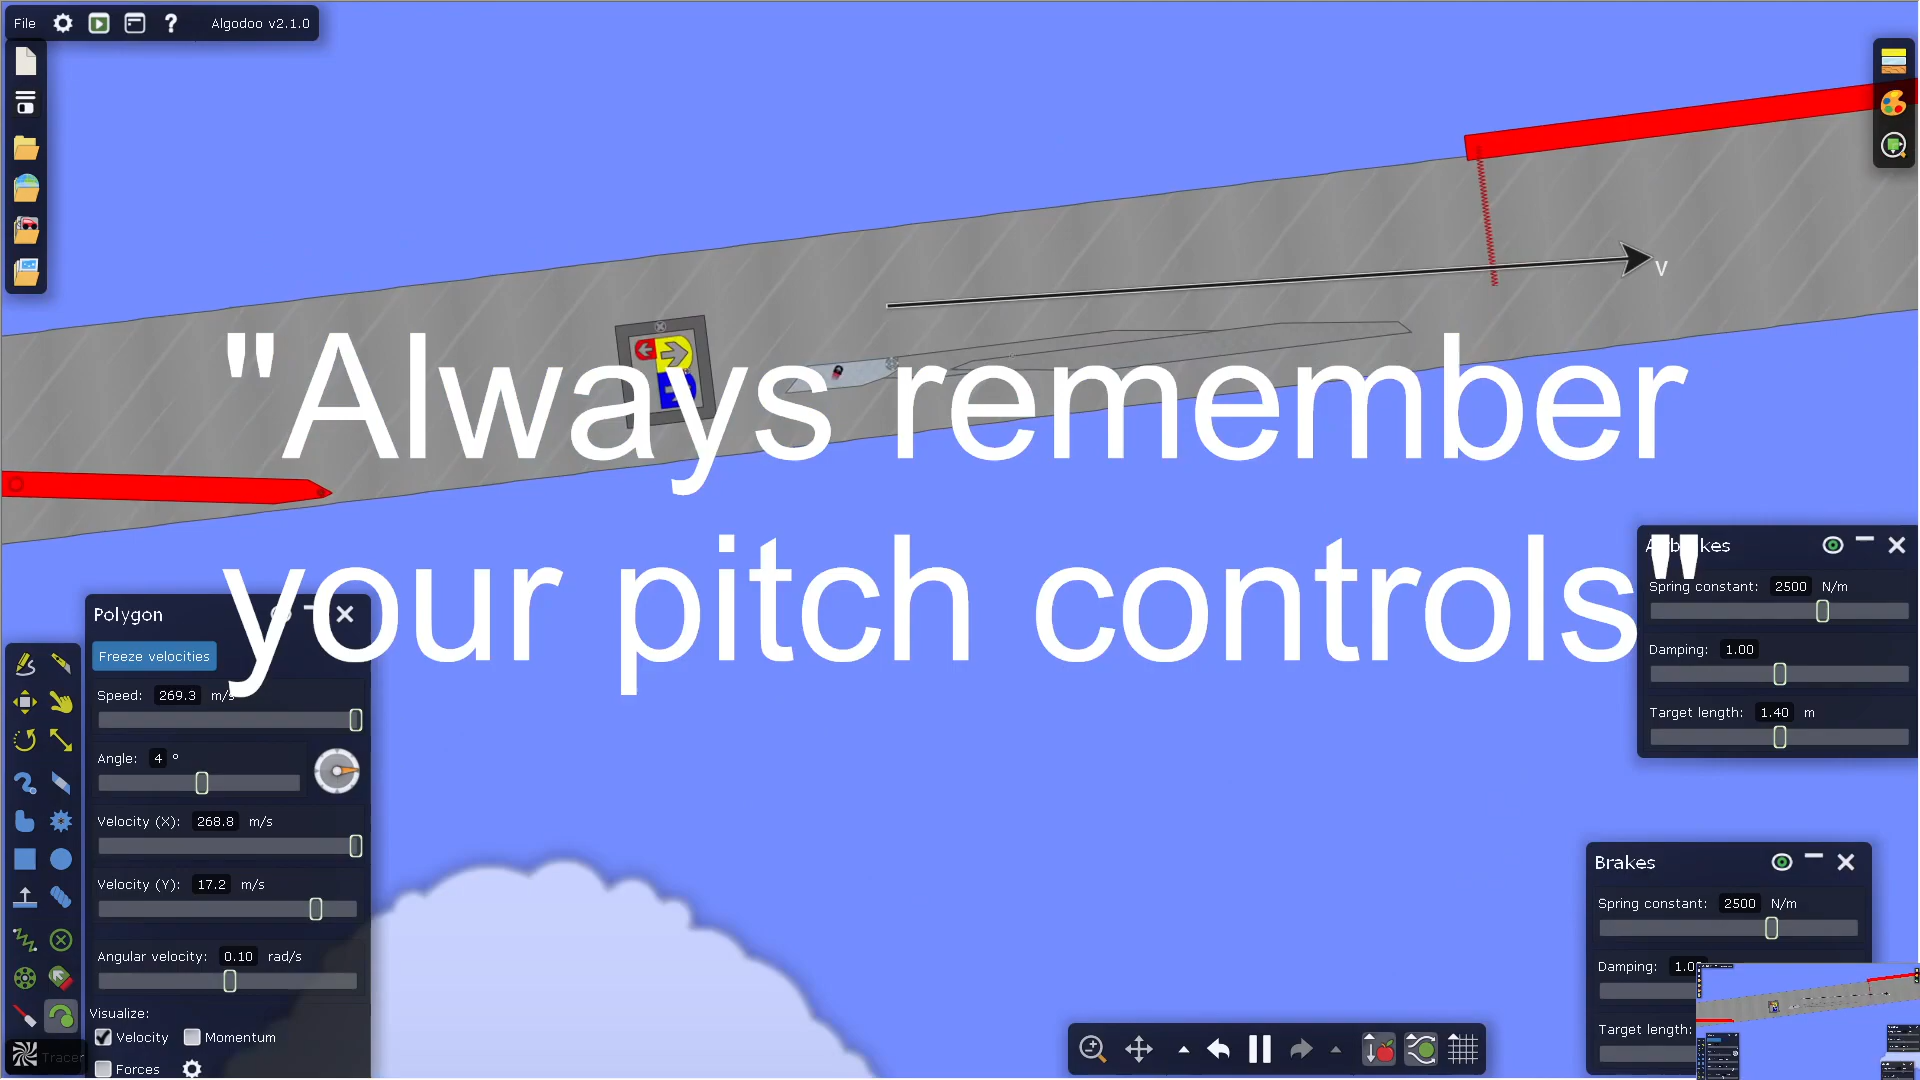 File Algodoo v2.1.0
v
"Always remember
your pitch controls"
Spring constant: 2500 N/m
Damping: 1.00
Target length: 1.40 m
Polygon
Freeze velocities
Speed: 269.3 m/s
Angle: 4 °
Velocity (X): 268.8 m/s
Velocity (Y): 17.2 m/s
Angular velocity: 0.10 rad/s
Visualize:
Velocity Momentum
Forces
Tracer
Brakes
Spring constant: 2500 N/m
Damping:
Target length: